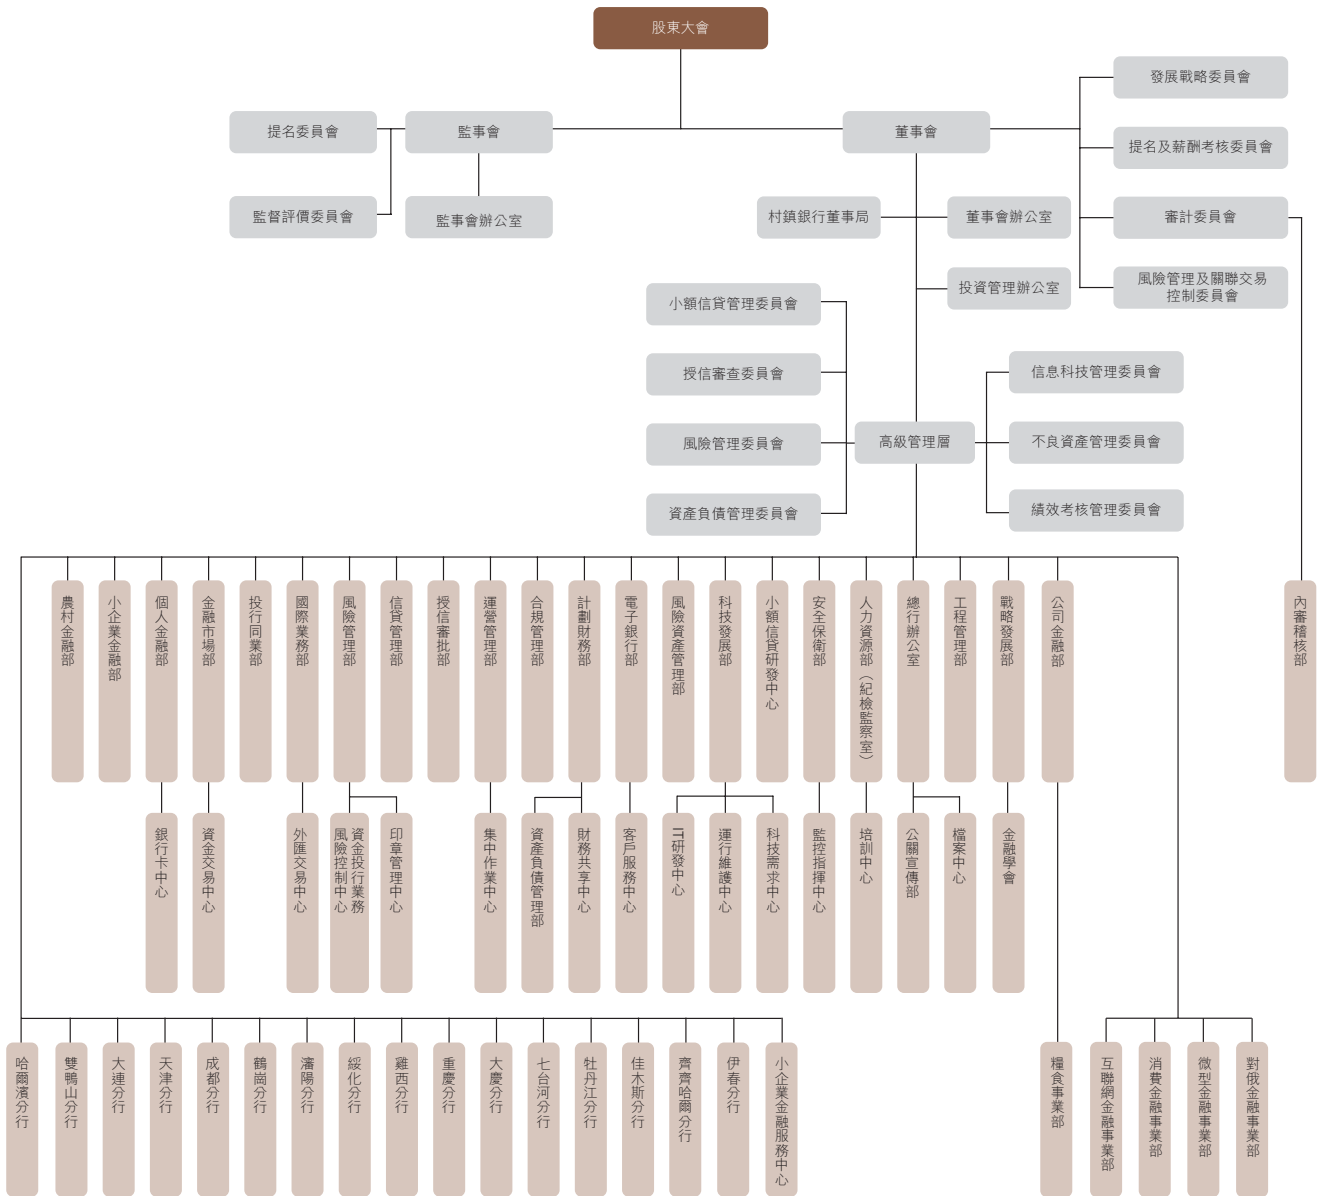 股東大會
發展戰略委員會
提名委員會
監事會
董事會
提名及薪酬考核委員會
監督評價委員會
監事會辦公室
村鎮銀行董事局
董事會辦公室
審計委員會
投資管理辦公室
風險管理及關聯交易
控制委員會
小額信貸管理委員會
授信審查委員會
信息科技管理委員會
風險管理委員會
高級管理層
不良資產管理委員會
資產負債管理委員會
績效考核管理委員會
農村金融部
小企業金融部
個人金融部
金融市場部
投行同業部
國際業務部
風險管理部
信貸管理部
授信審批部
運營管理部
合規管理部
計劃財務部
電子銀行部
風險資產管理部
科技發展部
小額信貸研發中心
安全保衛部
人力資源部（紀檢監察室）
總行辦公室
工程管理部
戰略發展部
公司金融部
內審稽核部
銀行卡中心
資金交易中心
外匯交易中心
資金投行業務
風險控制中心
印章管理中心
集中作業中心
資產負債管理部
財務共享中心
客戶服務中心
IT研發中心
運行維護中心
科技需求中心
監控指揮中心
培訓中心
公關宣傳部
檔案中心
金融學會
哈爾濱分行
雙鴨山分行
大連分行
天津分行
成都分行
鶴崗分行
瀋陽分行
綏化分行
雞西分行
重慶分行
大慶分行
七台河分行
牡丹江分行
佳木斯分行
齊齊哈爾分行
伊春分行
小企業金融服務中心
糧食事業部
互聯網金融事業部
消費金融事業部
微型金融事業部
對俄金融事業部